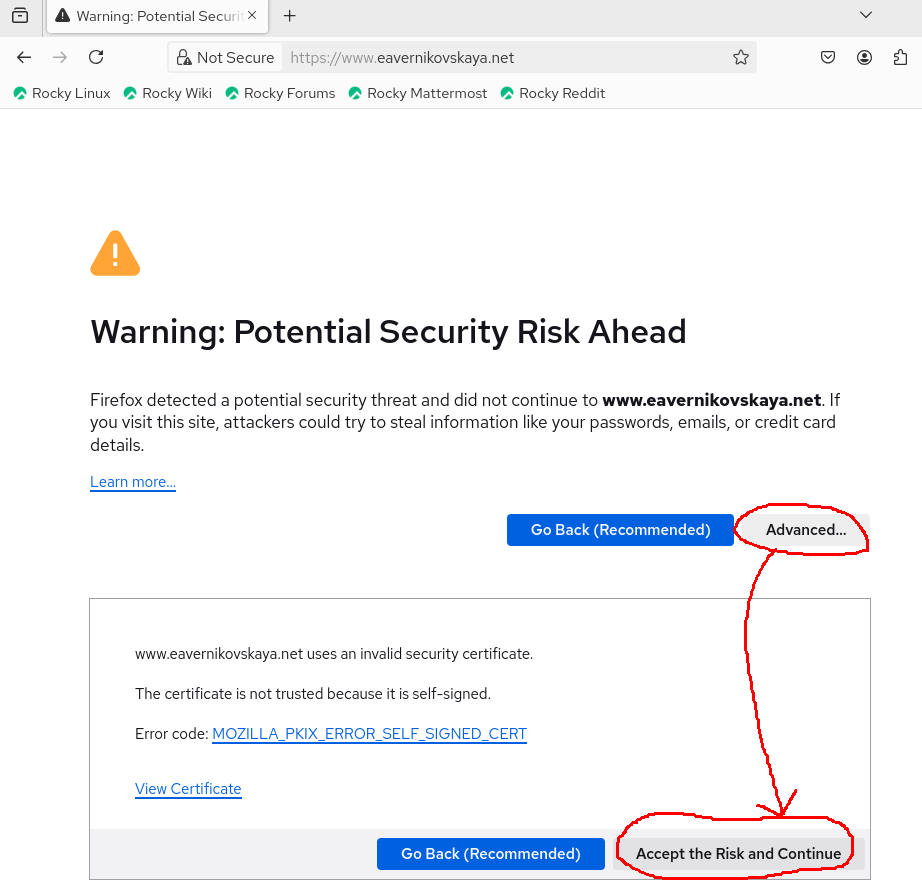 Warning: Potential Securi
Not Secure https://www.eavernikovskaya.net
Rocky Linux Rocky Wiki Rocky Forums Rocky Mattermost Rocky Reddit
Warning: Potential Security Risk Ahead
Firefox detected a potential security threat and did not continue to www.eavernikovskaya.net. If
you visit this site, attackers could try to steal information like your passwords, emails, or credit card
details.
Learn more...
Go Back (Recommended) Advanced...
www.eavernikovskaya.net uses an invalid security certificate.
The certificate is not trusted because it is self-signed.
Error code: MOZILLA_PKIX_ERROR_SELF_SIGNED_CERT
View Certificate
Go Back (Recommended) Accept the Risk and Continue